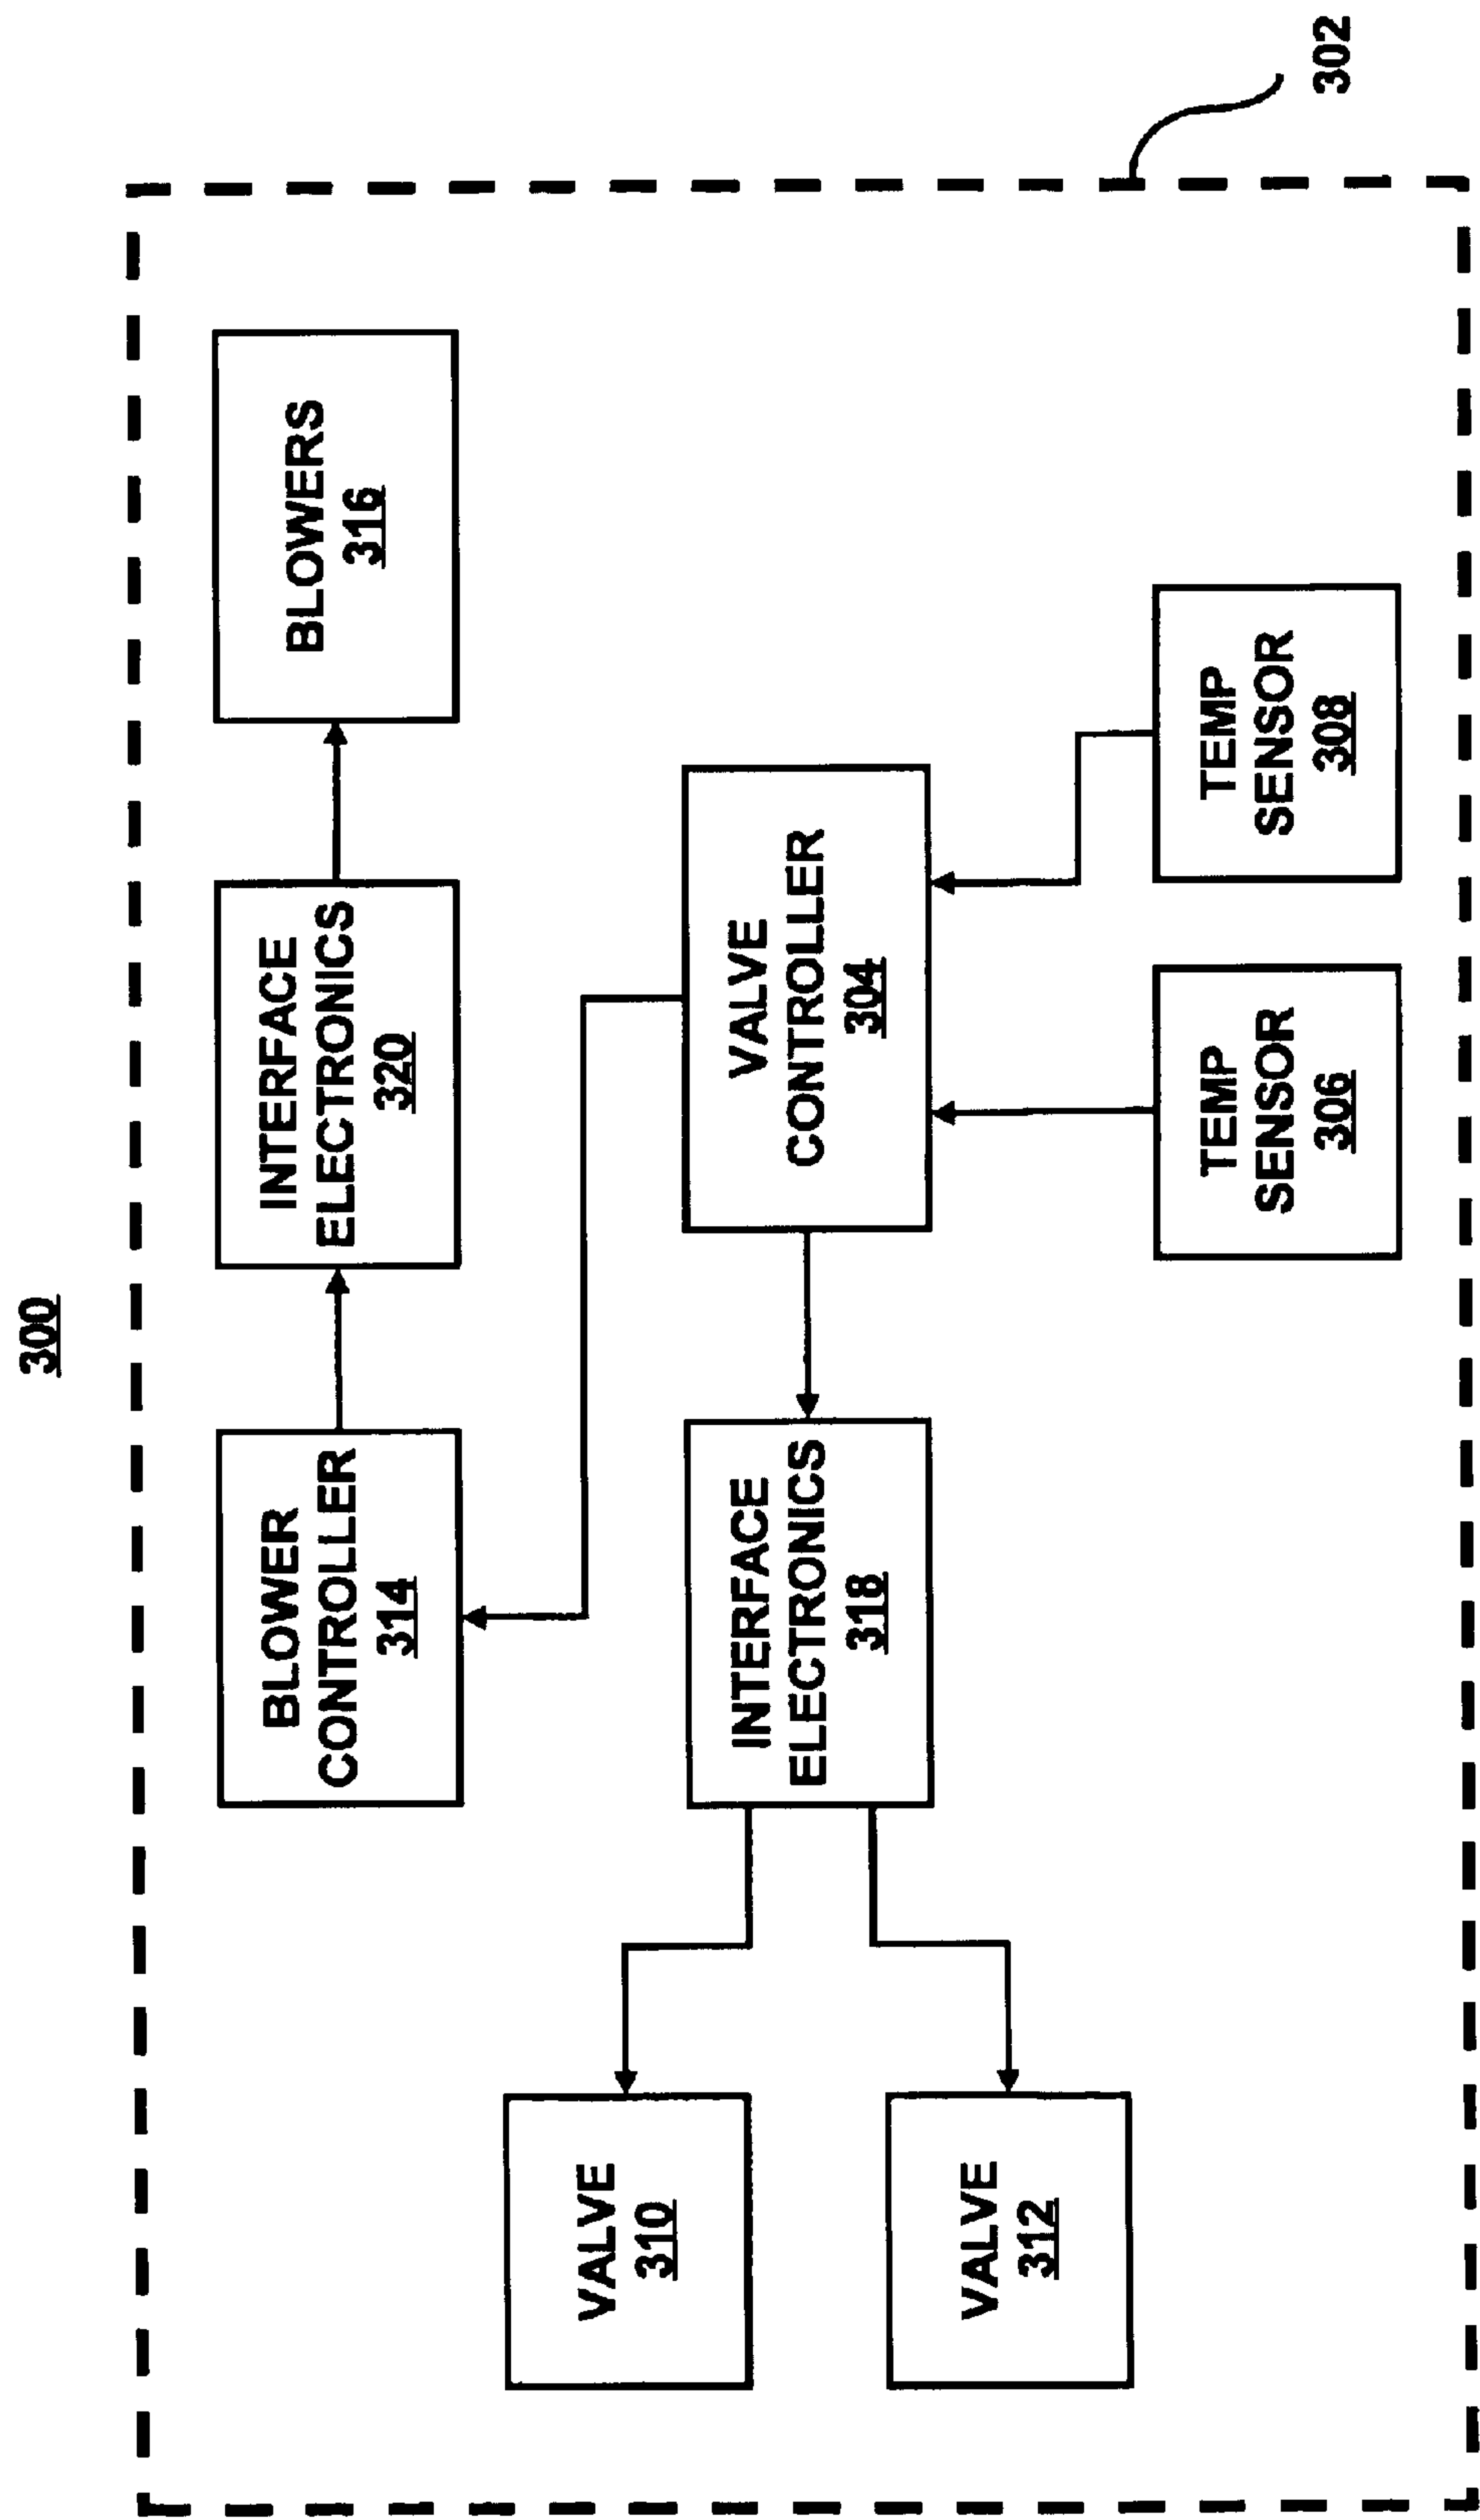 300
BLOWER
CONTROLLER
314
INTERFACE
ELECTRONICS
320
BLOWERS
316
VALVE
310
INTERFACE
ELECTRONICS
318
VALVE
CONTROLLER
304
VALVE
312
TEMP
SENSOR
306
TEMP
SENSOR
308
302